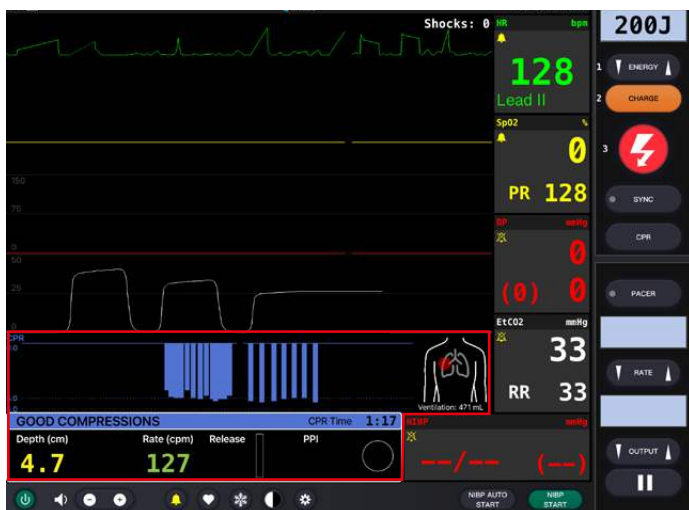 Shocks: 0
HR bpm
128
Lead II
SpO2 %
0
PR 128
150
75
0
BP mmHg
0
(0) 0
50
25
0
EtCO2 mmHg
33
RR 33
CPR
Ventilation: 471 mL
GOOD COMPRESSIONS CPR Time 1:17
Depth (cm) Rate (cpm) Release PPI
4.7 127
NIBP mmHg
--/-- (--)
NIBP AUTO START
NIBP START
200J
1 ENERGY
2 CHARGE
3
SYNC
CPR
PACER
RATE
OUTPUT